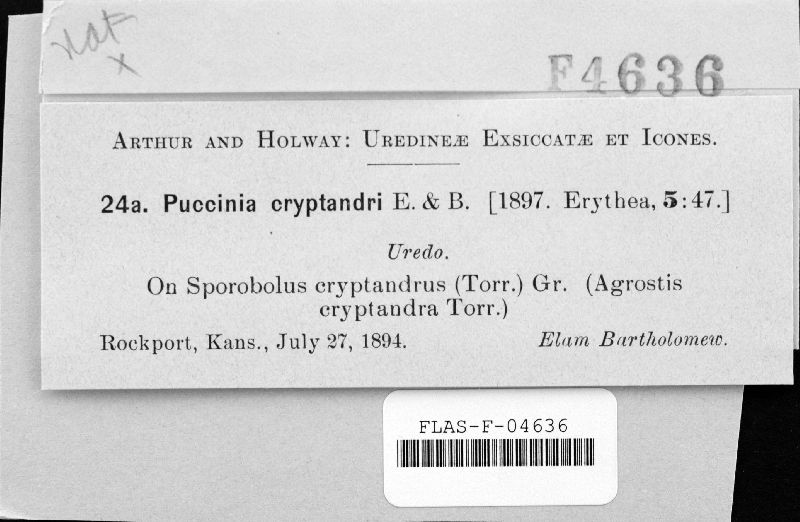 x
F4636
ARTHUR AND HOLWAY: UREDINEÆ EXSICCATÆ ET ICONES.
24a. Puccinia cryptandri E. & B. [1897. Erythea, 5:47.]
Uredo.
On Sporobolus cryptandrus (Torr.) Gr. (Agrostis
cryptandra Torr.)
Rockport, Kans., July 27, 1894. Elam Bartholomew.
FLAS-F-04636